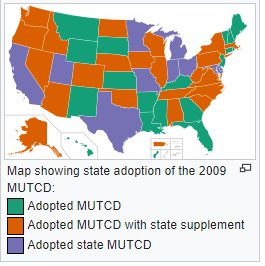 Map showing state adoption of the 2009
MUTCD:
Adopted MUTCD
Adopted MUTCD with state supplement
Adopted state MUTCD